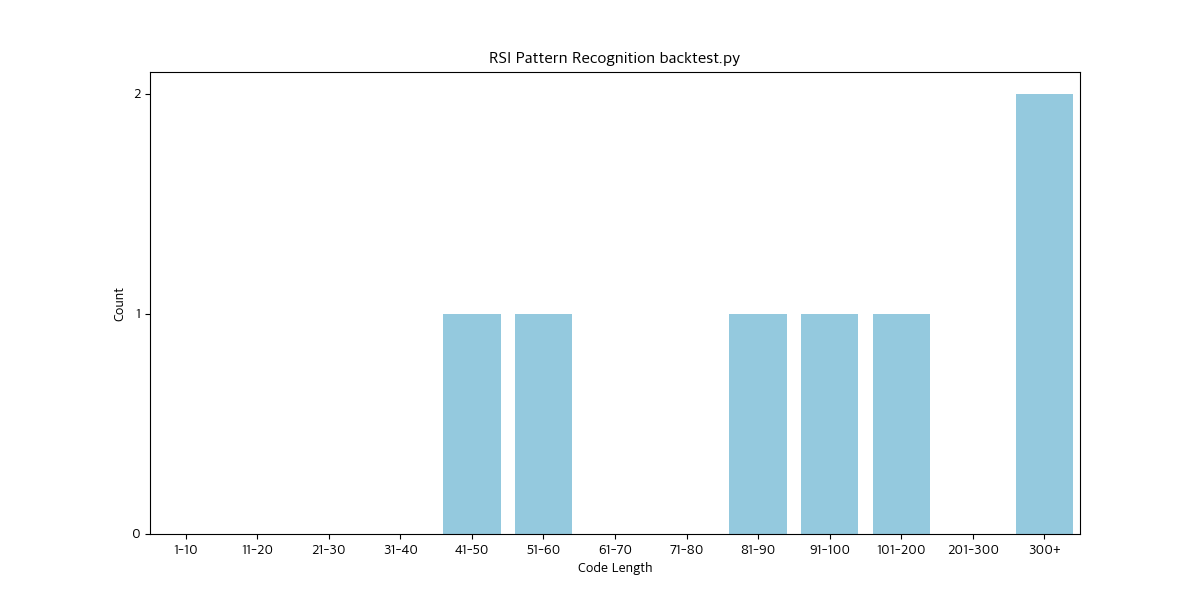 RSI Pattern Recognition backtest.py
2
1
0
Count
1-10 11-20 21-30 31-40 41-50 51-60 61-70 71-80 81-90 91-100 101-200 201-300 300+
Code Length